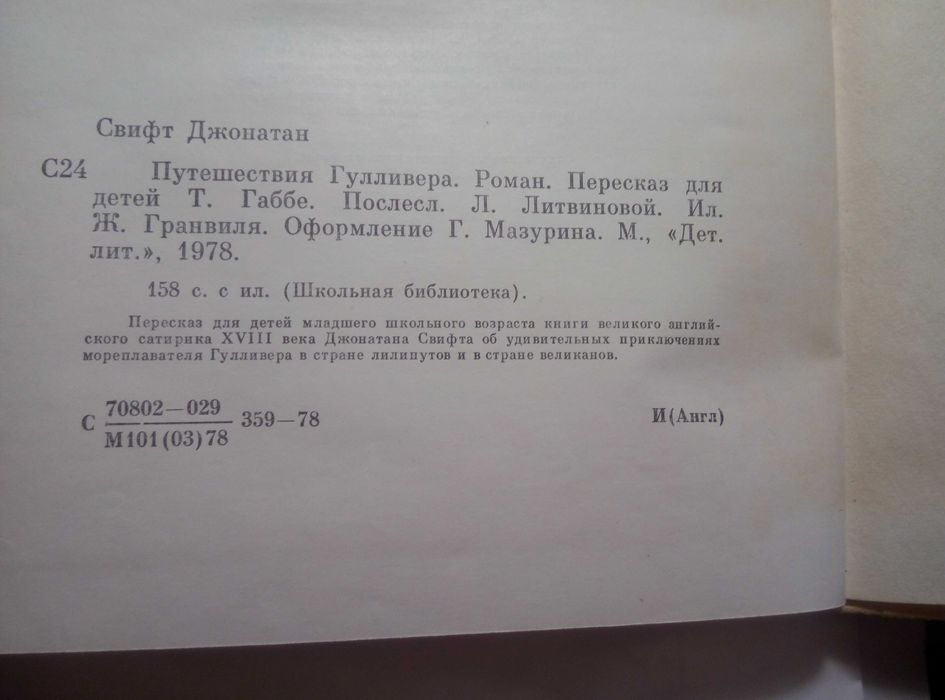 Свифт Джонатан
С24 Путешествия Гулливера. Роман. Пересказ для
детей Т. Габбе. Послесл. Л. Литвиновой. Ил.
Ж. Гранвиля. Оформление Г. Мазурина. М., «Дет.
лит.», 1978.
158 с. с ил. (Школьная библиотека).
Пересказ для детей младшего школьного возраста книги великого англий-
ского сатирика XVIII века Джонатана Свифта об удивительных приключениях
мореплавателя Гулливера в стране лилипутов и в стране великанов.
70802—029
С 359—78 И(Англ)
М101(03)78